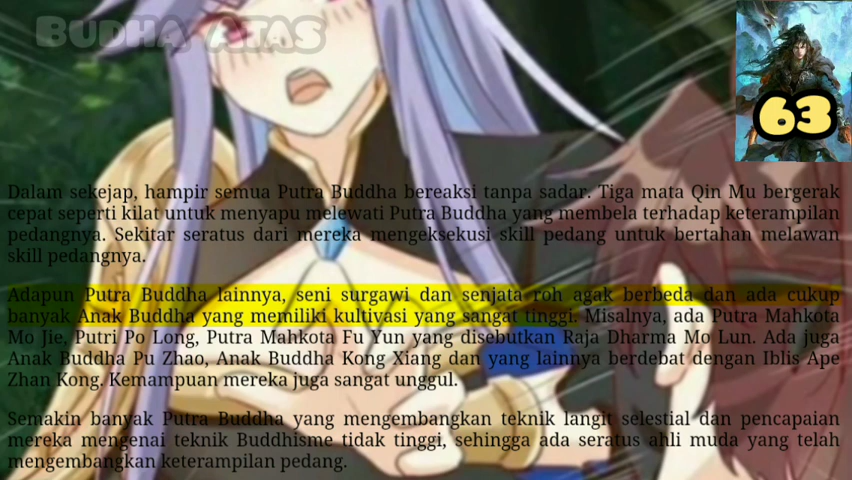 BUDHA ATAS
63
Dalam sekejap, hampir semua Putra Buddha bereaksi tanpa sadar. Tiga mata Qin Mu bergerak
cepat seperti kilat untuk menyapu melewati Putra Buddha yang membela terhadap keterampilan
pedangnya. Sekitar seratus dari mereka mengeksekusi skill pedang untuk bertahan melawan
skill pedangnya.
Adapun Putra Buddha lainnya, seni surgawi dan senjata roh agak berbeda dan ada cukup
banyak Anak Buddha yang memiliki kultivasi yang sangat tinggi. Misalnya, ada Putra Mahkota
Mo Jie, Putri Po Long, Putra Mahkota Fu Yun yang disebutkan Raja Dharma Mo Lun. Ada juga
Anak Buddha Pu Zhao, Anak Buddha Kong Xiang dan yang lainnya berdebat dengan Iblis Ape
Zhan Kong. Kemampuan mereka juga sangat unggul.
Semakin banyak Putra Buddha yang mengembangkan teknik langit selestial dan pencapaian
mereka mengenai teknik Buddhisme tidak tinggi, sehingga ada seratus ahli muda yang telah
mengembangkan keterampilan pedang.